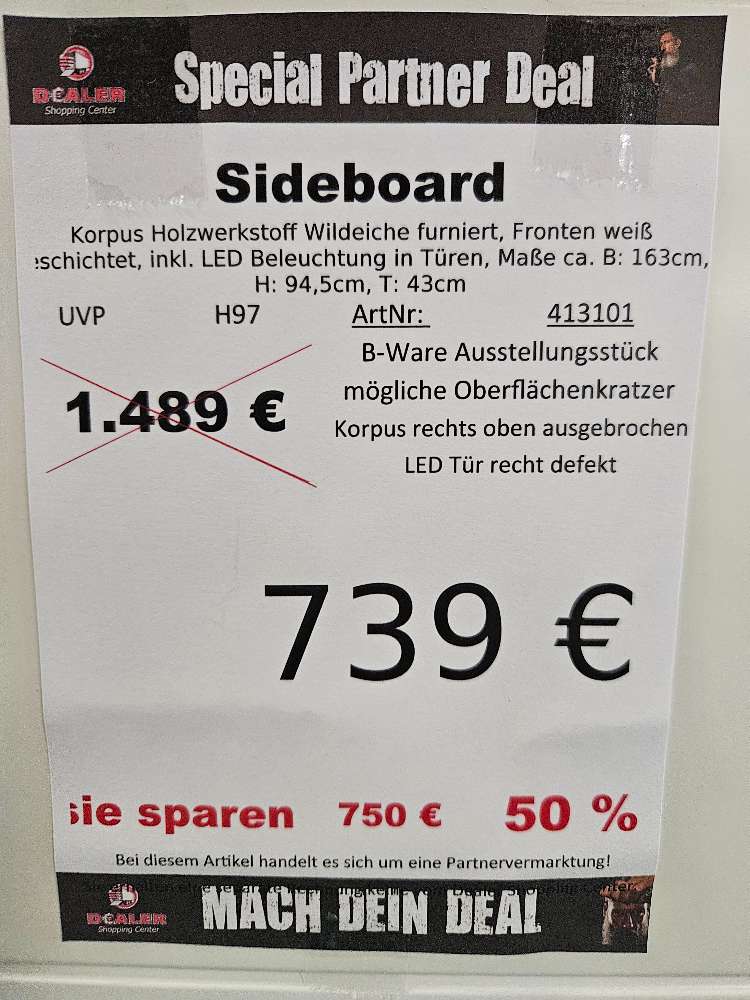 DEALER
Shopping Center
Special Partner Deal
Sideboard
Korpus Holzwerkstoff Wildeiche furniert, Fronten weiß
eschichtet, inkl. LED Beleuchtung in Türen, Maße ca. B: 163cm,
H: 94,5cm, T: 43cm
UVP H97 ArtNr: 413101
B-Ware Ausstellungsstück
1.489 €
mögliche Oberflächenkratzer
Korpus rechts oben ausgebrochen
LED Tür recht defekt
739 €
sie sparen 750 € 50 %
Bei diesem Artikel handelt es sich um eine Partnervermarktung!
DEALER
Shopping Center
MACH DEIN DEAL